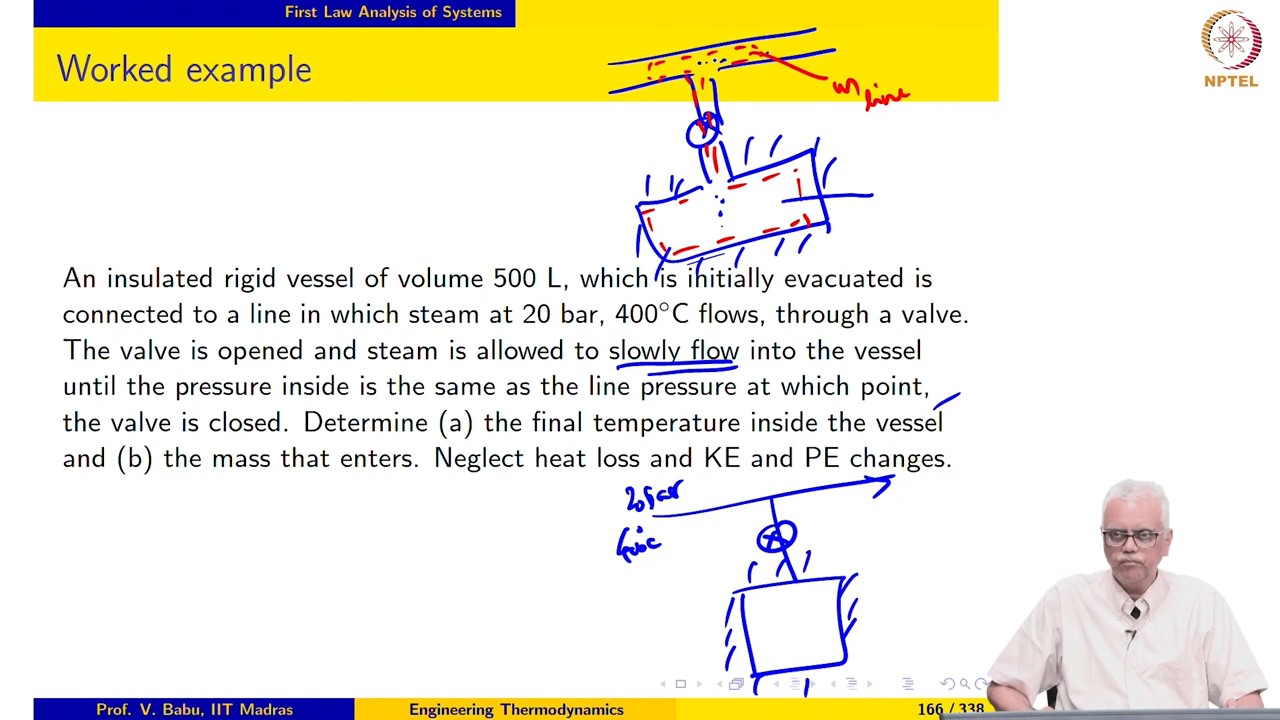 First Law Analysis of Systems
Worked example
NPTEL
m line
An insulated rigid vessel of volume 500 L, which is initially evacuated is
connected to a line in which steam at 20 bar, 400°C flows, through a valve.
The valve is opened and steam is allowed to slowly flow into the vessel
until the pressure inside is the same as the line pressure at which point,
the valve is closed. Determine (a) the final temperature inside the vessel
and (b) the mass that enters. Neglect heat loss and KE and PE changes.
20 bar
400°C
Prof. V. Babu, IIT Madras Engineering Thermodynamics 166 / 338